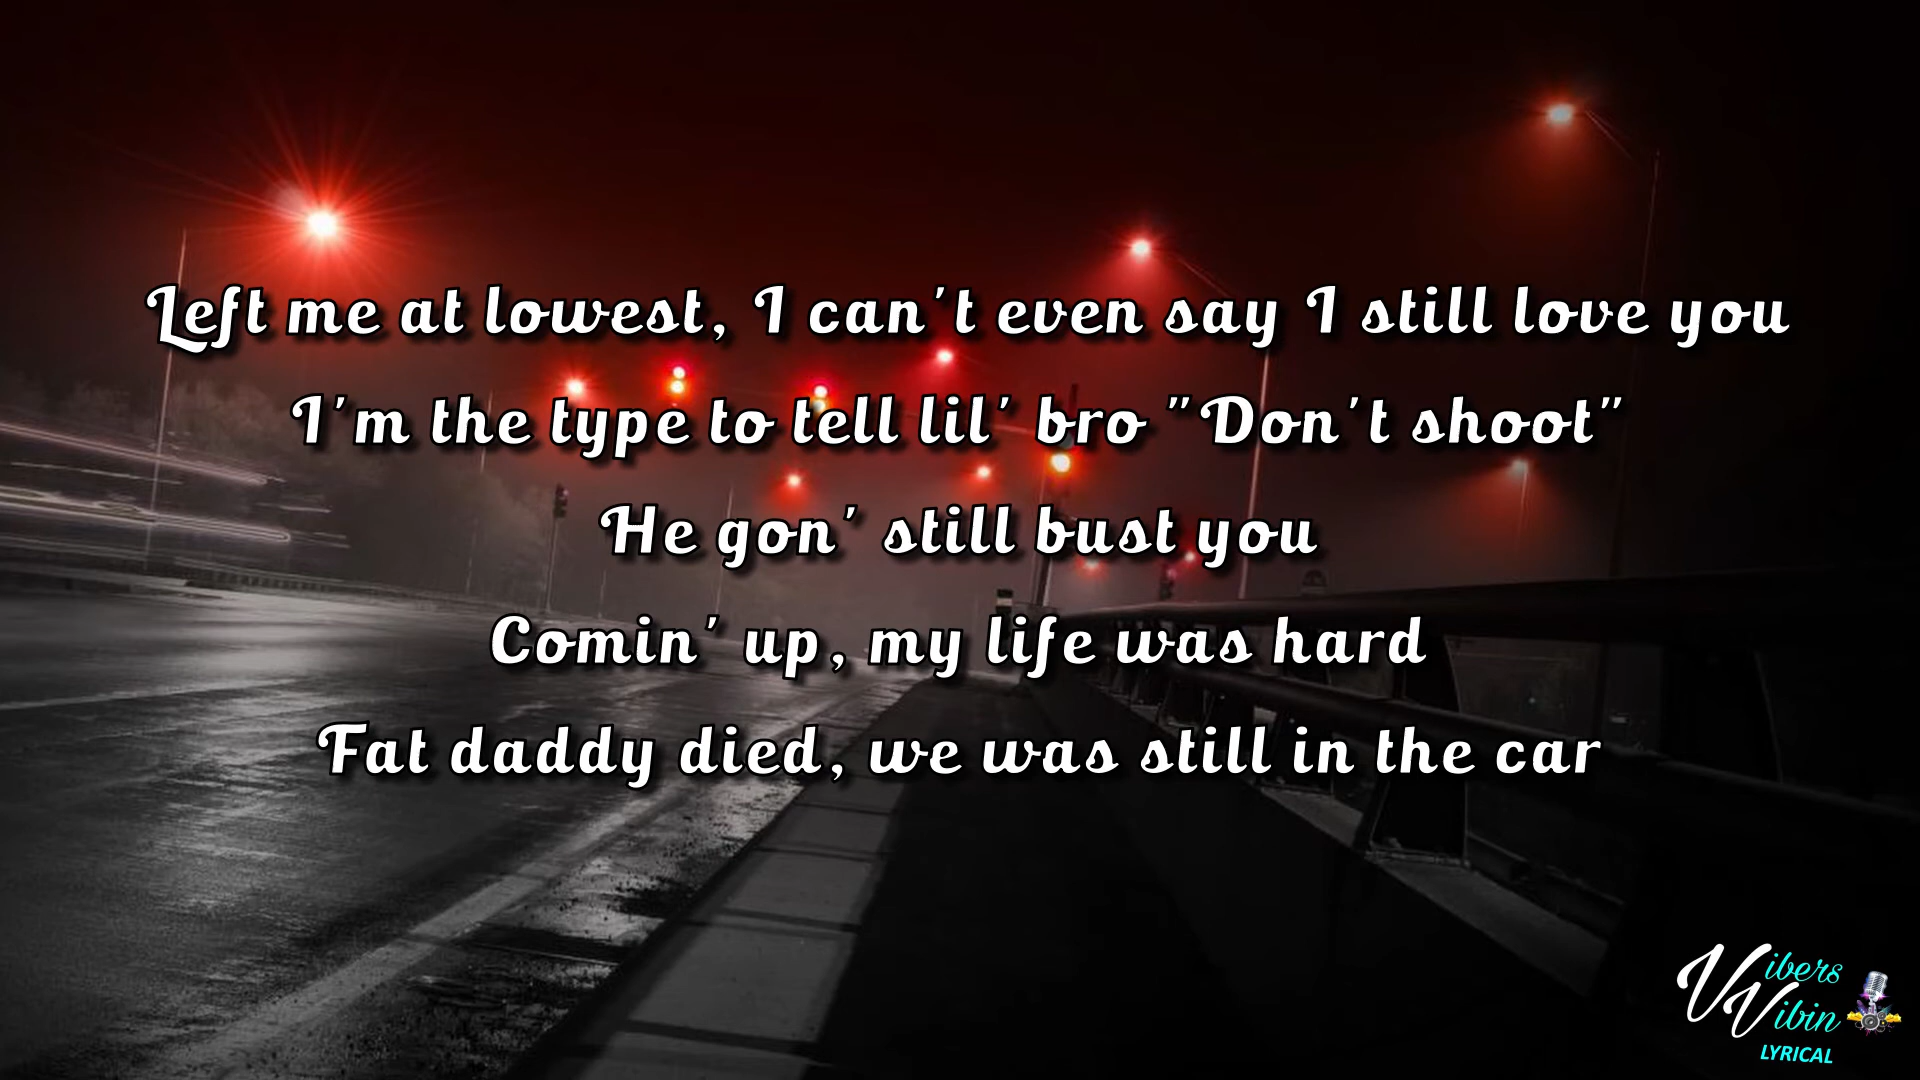 Left me at lowest, I can't even say I still love you
I'm the type to tell lil' bro "Don't shoot"
He gon' still bust you
Comin' up, my life was hard
Fat daddy died, we was still in the car
Vibers
Vibin
LYRICAL